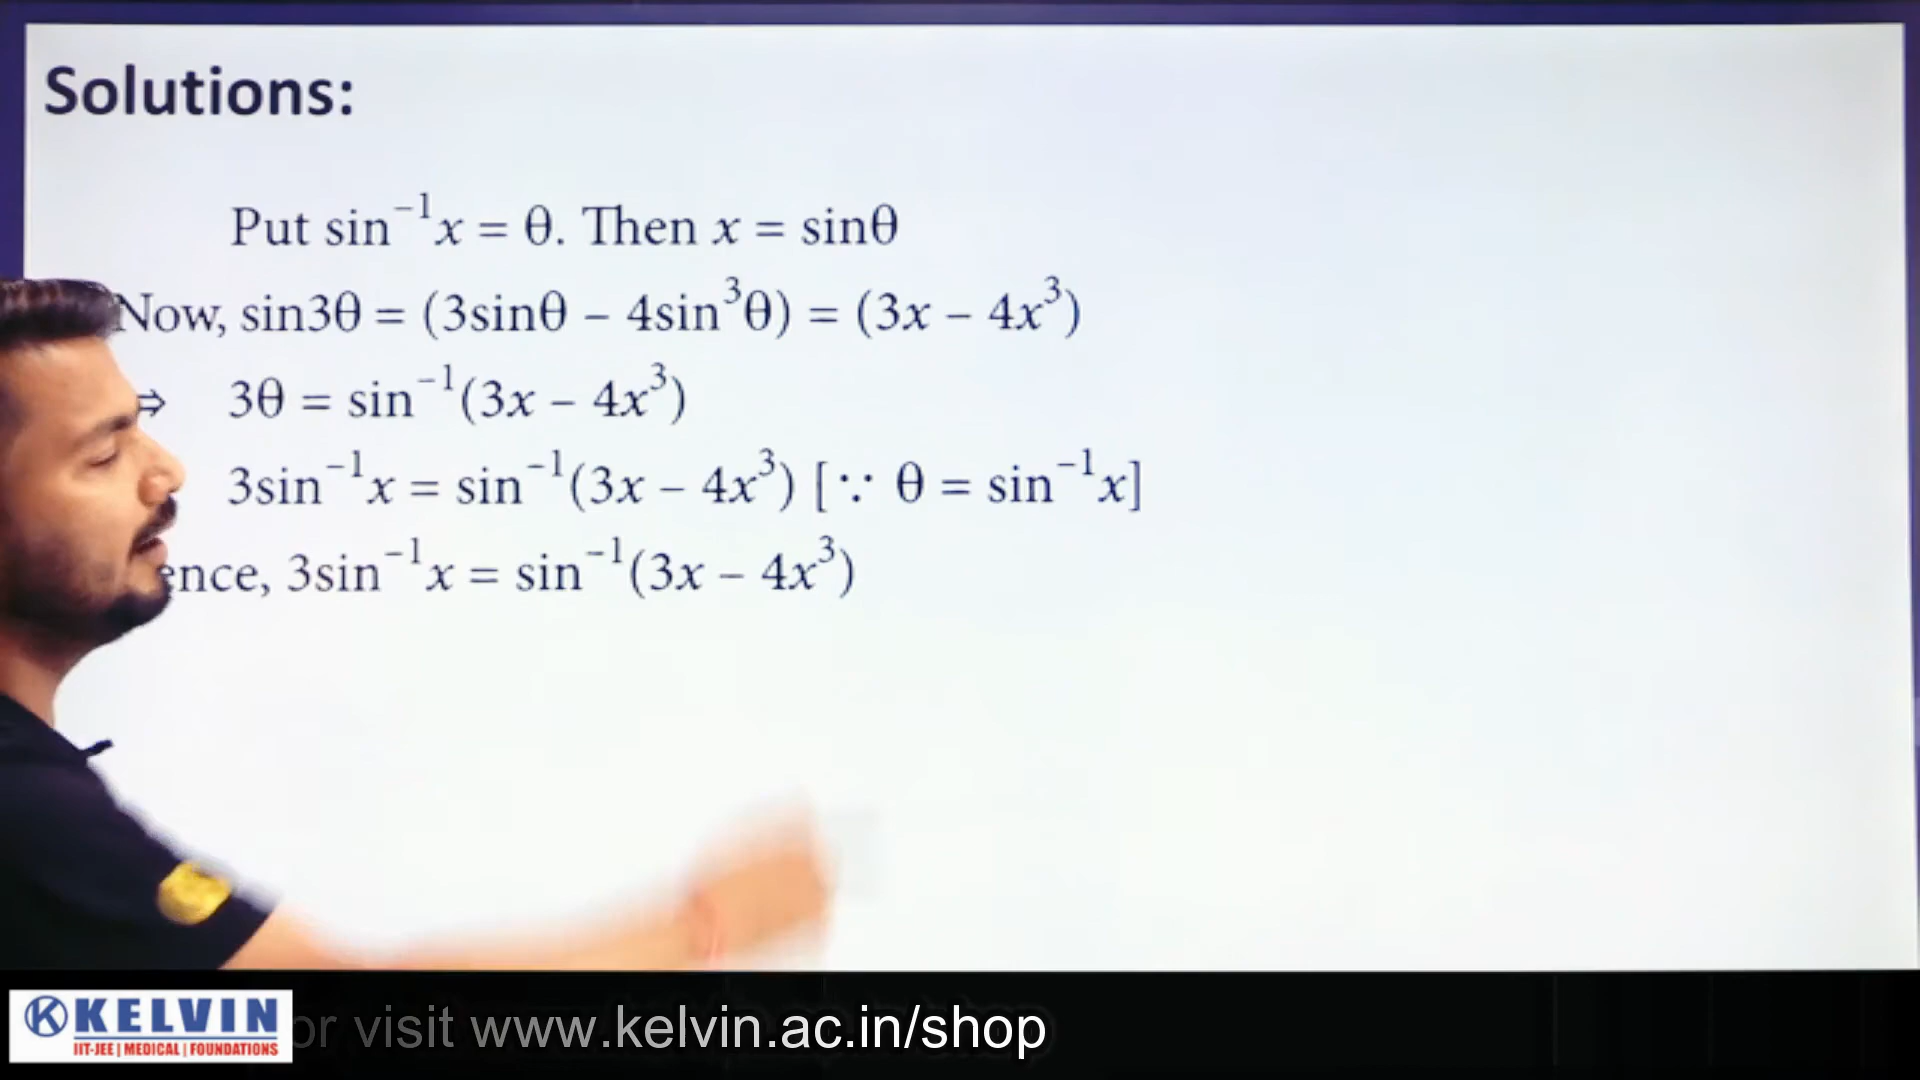 Solutions:
Put sin⁻¹x = θ. Then x = sinθ
Now, sin3θ = (3sinθ – 4sin³θ) = (3x – 4x³)
⇒ 3θ = sin⁻¹(3x – 4x³)
3sin⁻¹x = sin⁻¹(3x – 4x³) [∵ θ = sin⁻¹x]
ence, 3sin⁻¹x = sin⁻¹(3x – 4x³)
KELVIN
IIT-JEE | MEDICAL | FOUNDATIONS
or visit www.kelvin.ac.in/shop